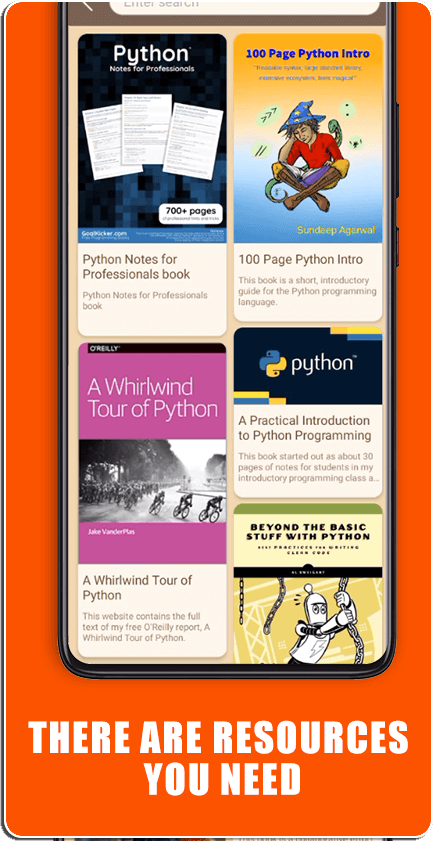 Enter search
Python
Notes for Professionals
700+ pages
of professional hints and tricks
GoalKicker.com
Free Programming Books
Python Notes for
Professionals book
Python Notes for Professionals
book
100 Page Python Intro
"Readable syntax, large standard library,
extensive ecosystem, feels magical!"
Sundeep Agarwal
100 Page Python Intro
This book is a short, introductory
guide for the Python programming
language.
O'REILLY®
A Whirlwind
Tour of Python
Jake VanderPlas
A Whirlwind Tour of
Python
This website contains the full
text of my free O'Reilly report, A
Whirlwind Tour of Python.
python™
A Practical Introduction
to Python Programming
This book started out as about 30
pages of notes for students in my
introductory programming class a...
BEYOND THE BASIC
STUFF WITH PYTHON
BEST PRACTICES FOR WRITING
CLEAN CODE
AL SWEIGART
THERE ARE RESOURCES
YOU NEED